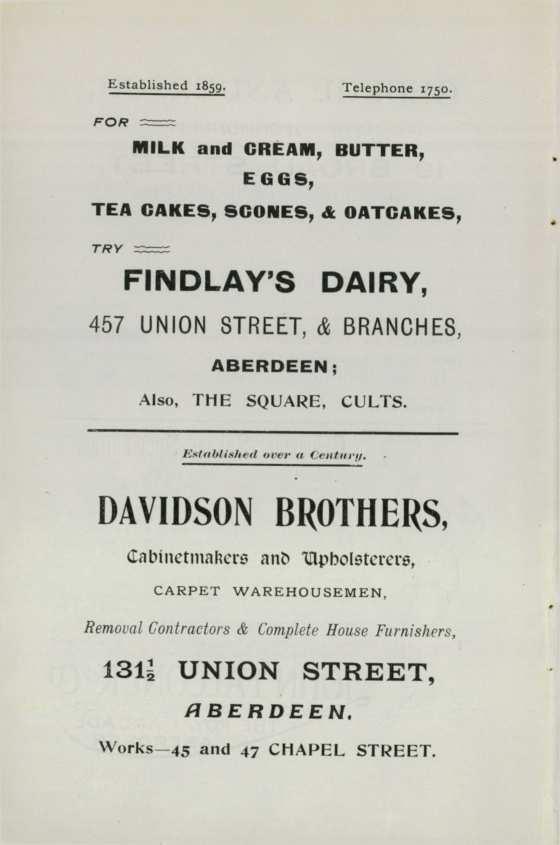 Established 1859. Telephone 1750.
FOR
MILK and CREAM, BUTTER,
EGGS,
TEA CAKES, SCONES, & OATCAKES,
TRY
FINDLAY'S DAIRY,
457 UNION STREET, & BRANCHES,
ABERDEEN;
Also, THE SQUARE, CULTS.
Established over a Century.
DAVIDSON BROTHERS,
Cabinetmakers and Upholsterers,
CARPET WAREHOUSEMEN,
Removal Contractors & Complete House Furnishers,
131½ UNION STREET,
ABERDEEN.
Works—45 and 47 CHAPEL STREET.